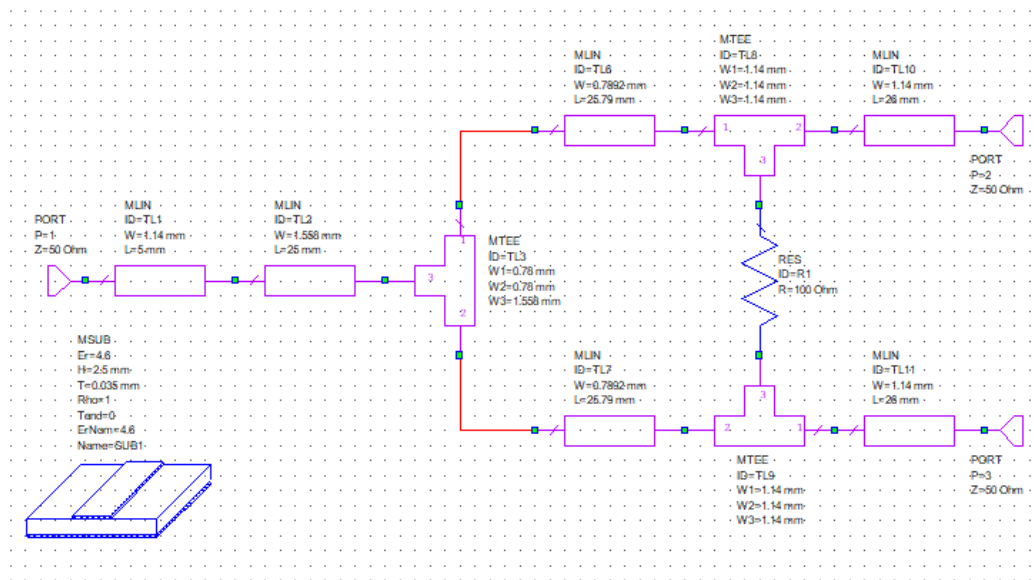 MTEE
ID=TL8
W1=1.14 mm
W2=1.14 mm
W3=1.14 mm
MLIN
ID=TL6
W=0.7892 mm
L=25.79 mm
MLIN
ID=TL10
W=1.14 mm
L=26 mm
1
2
3
PORT
P=2
Z=50 Ohm
PORT
P=1
Z=50 Ohm
MLIN
ID=TL1
W=1.14 mm
L=5 mm
MLIN
ID=TL2
W=1.558 mm
L=25 mm
1
3
2
MTEE
ID=TL3
W1=0.78 mm
W2=0.78 mm
W3=1.558 mm
RES
ID=R1
R=100 Ohm
MSUB
Er=4.6
H=2.5 mm
T=0.035 mm
Rho=1
Tand=0
ErNom=4.6
Name=SUB1
MLIN
ID=TL7
W=0.7892 mm
L=25.79 mm
MLIN
ID=TL11
W=1.14 mm
L=26 mm
3
2
1
MTEE
ID=TL9
W1=1.14 mm
W2=1.14 mm
W3=1.14 mm
PORT
P=3
Z=50 Ohm